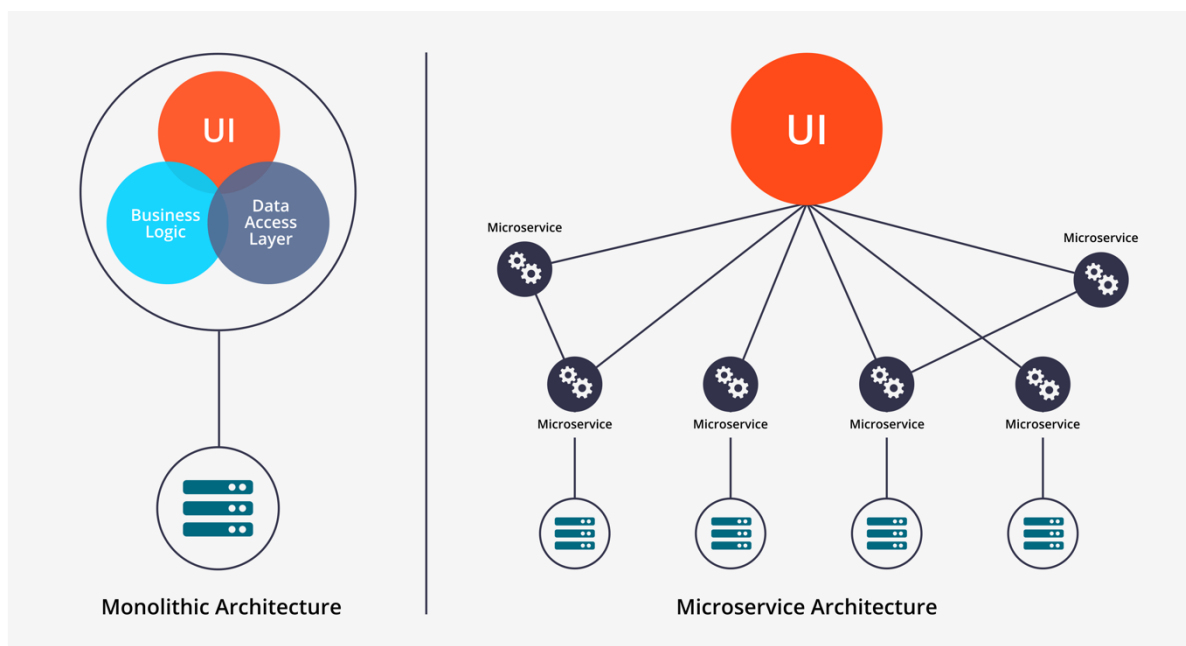 UI
Business
Logic
Data
Access
Layer
Monolithic Architecture
UI
Microservice
Microservice
Microservice
Microservice
Microservice
Microservice
Microservice Architecture